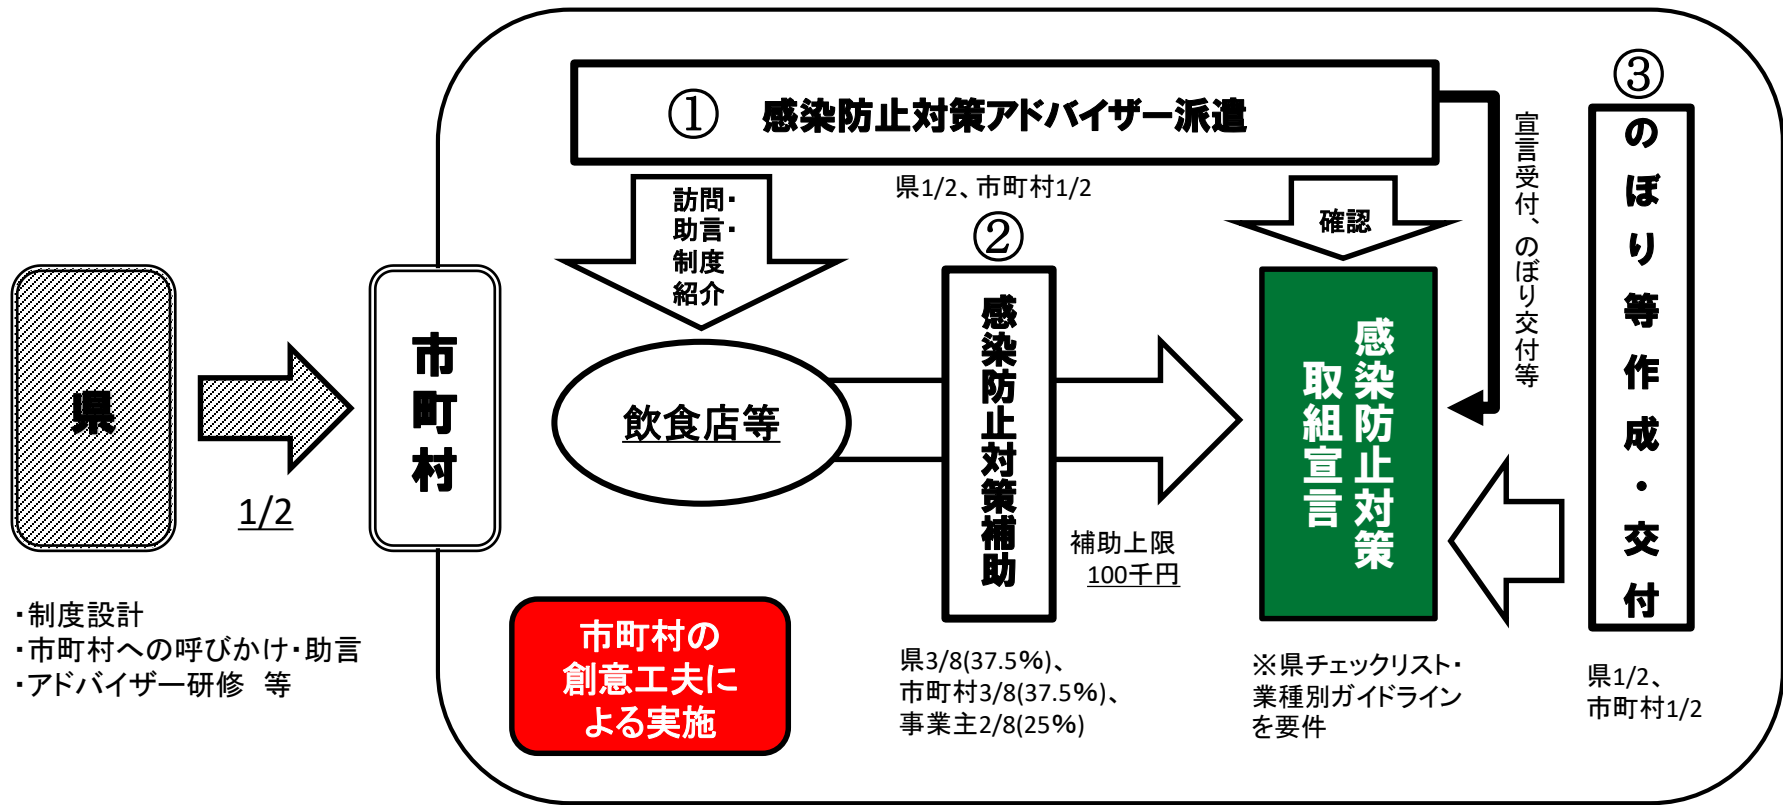 ① 感染防止対策アドバイザー派遣
県1/2、市町村1/2
訪問・
助言・
制度
紹介
確認
宣言受付、のぼり交付等
③
のぼり等作成・交付
県1/2、
市町村1/2
県
1/2
・制度設計
・市町村への呼びかけ・助言
・アドバイザー研修 等
市町村
飲食店等
②
感染防止対策補助
補助上限
100千円
県3/8(37.5%)、
市町村3/8(37.5%)、
事業主2/8(25%)
感染防止対策
取組宣言
※県チェックリスト・
業種別ガイドライン
を要件
市町村の
創意工夫に
よる実施